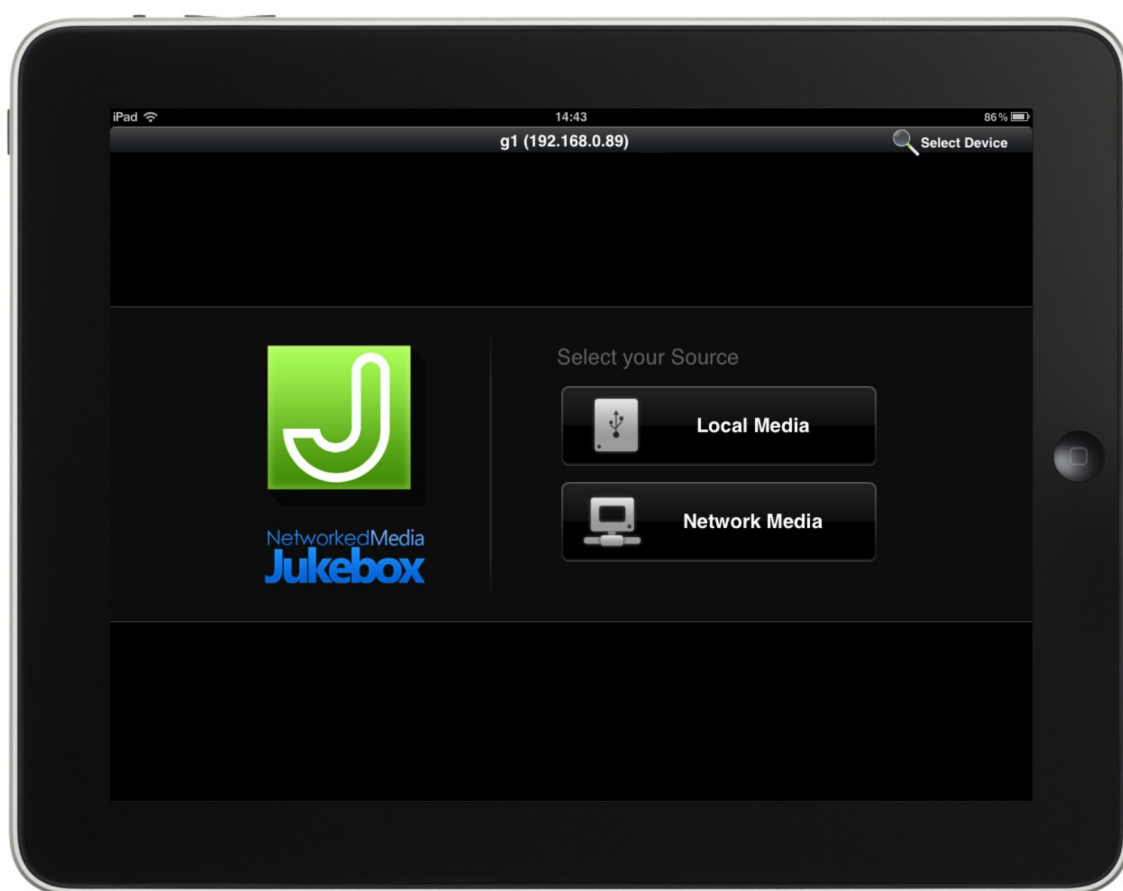 iPad 14:43 86%
g1 (192.168.0.89) Select Device
Select your Source
Local Media
Network Media
J
NetworkedMedia
Jukebox